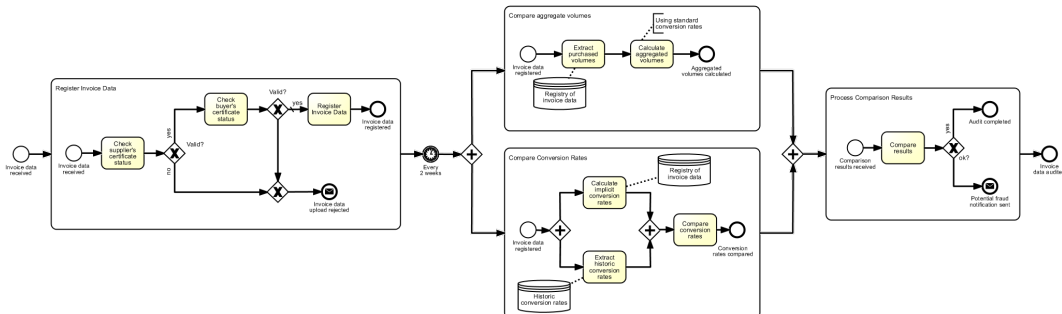 Invoice data
received
Register Invoice Data
Invoice data
received
Check
supplier's
certificate
status
Valid?
yes
no
Check
buyer's
certificate
status
Valid?
yes
Register
Invoice Data
Invoice data
registered
Invoice data
upload rejected
Every
2 weeks
Compare aggregate volumes
Invoice data
registered
Extract
purchased
volumes
Registry of
invoice data
Using standard
conversion rates
Calculate
aggregated
volumes
Aggregated
volumes calculated
Compare Conversion Rates
Invoice data
registered
Calculate
implicit
conversion
rates
Registry of
invoice data
Extract
historic
conversion
rates
Historic
conversion rates
Compare
conversion
rates
Conversion
rates compared
Process Comparison Results
Comparison
results received
Compare
results
yes
ok?
Audit completed
Potential fraud
notification sent
Invoice
data audite